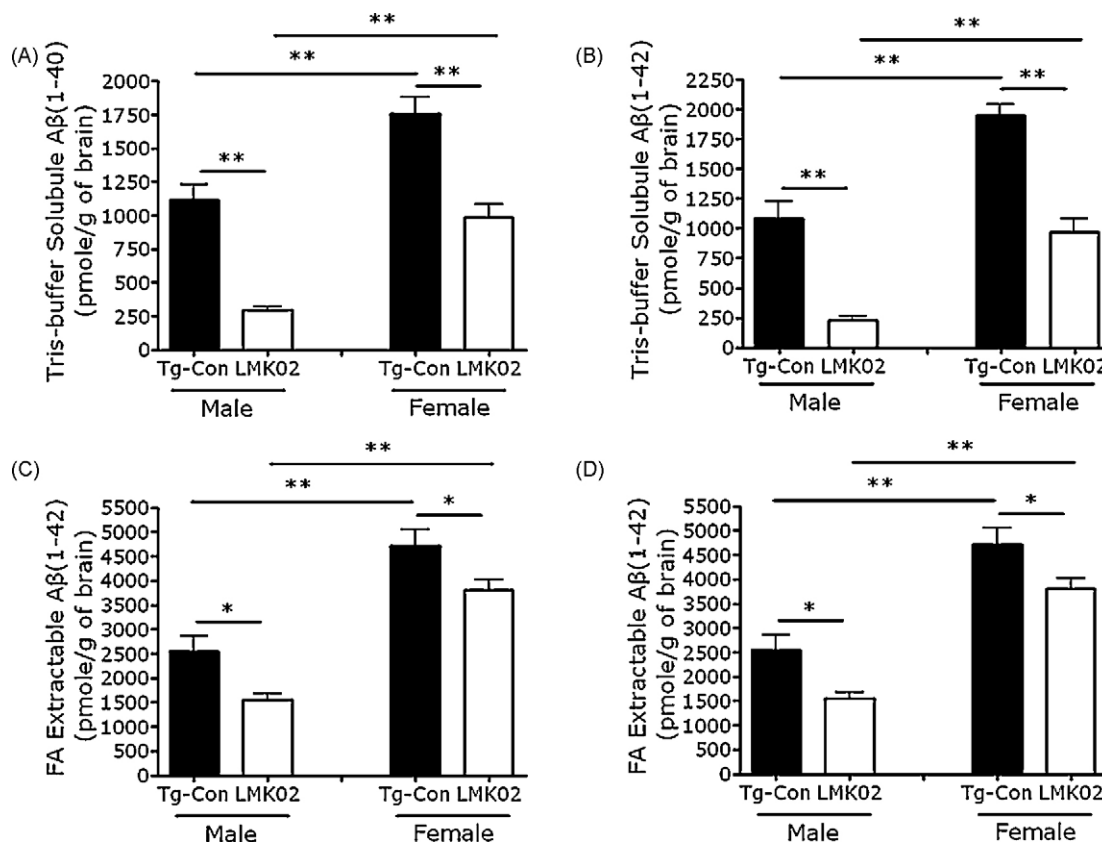 (A)
Tris-buffer Solubule Aβ(1-40)
(pmole/g of brain)
**
**
**
**
2000
1750
1500
1250
1000
750
500
250
0
Tg-Con LMK02 Tg-Con LMK02
Male Female
(B)
Tris-buffer Solubule Aβ(1-42)
(pmole/g of brain)
**
**
**
**
2250
2000
1750
1500
1250
1000
750
500
250
0
Tg-Con LMK02 Tg-Con LMK02
Male Female
(C)
FA Extractable Aβ(1-42)
(pmole/g of brain)
**
**
*
*
5500
5000
4500
4000
3500
3000
2500
2000
1500
1000
500
0
Tg-Con LMK02 Tg-Con LMK02
Male Female
(D)
FA Extractable Aβ(1-42)
(pmole/g of brain)
**
**
*
*
5500
5000
4500
4000
3500
3000
2500
2000
1500
1000
500
0
Tg-Con LMK02 Tg-Con LMK02
Male Female